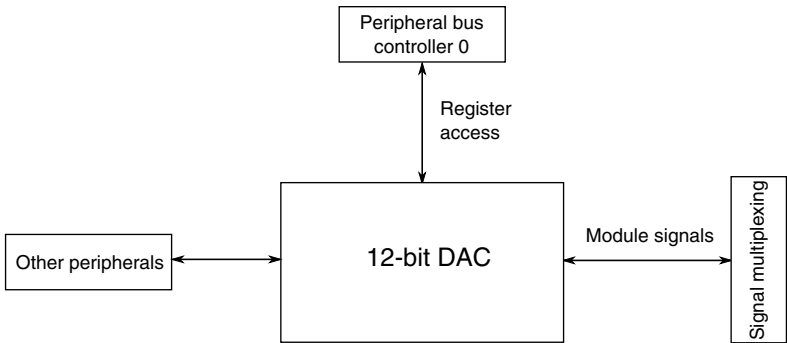 Peripheral bus
controller 0
Register
access
Other peripherals
12-bit DAC
Module signals
Signal multiplexing